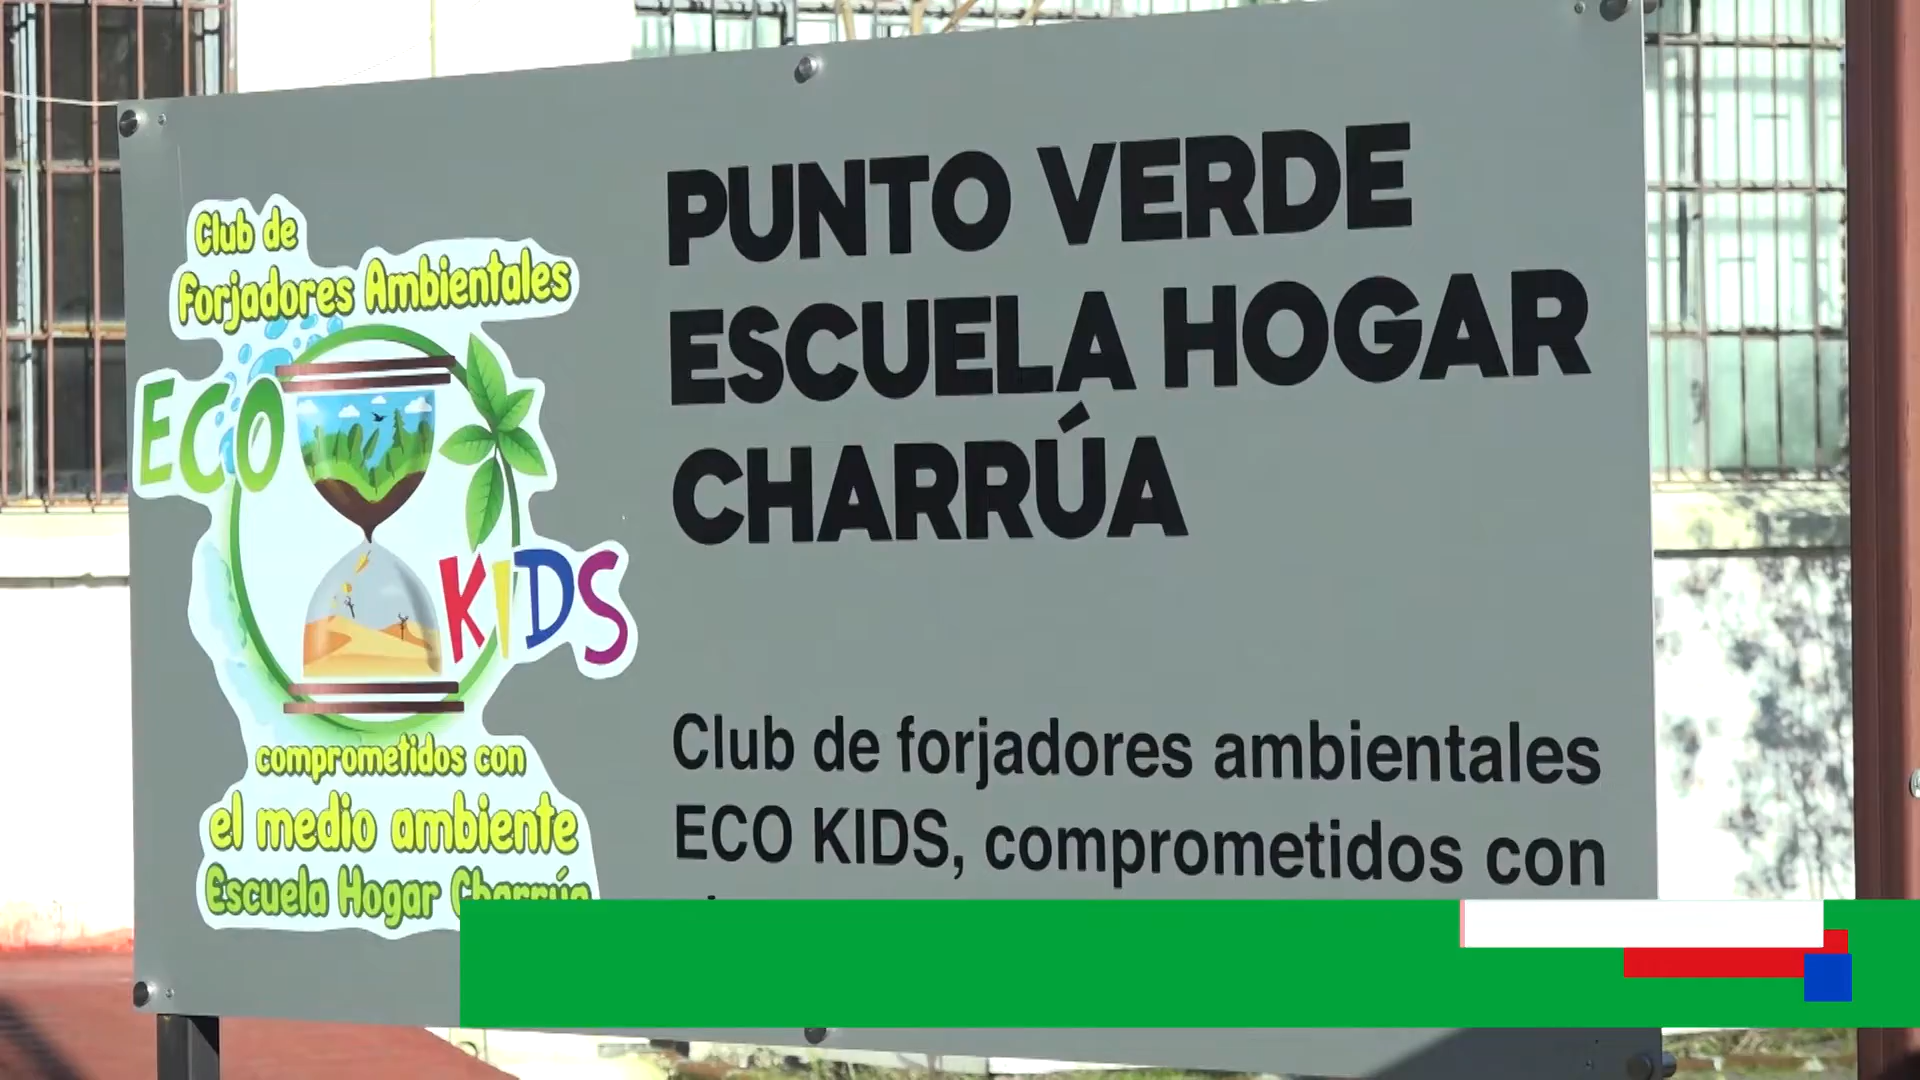 Club de
Forjadores Ambientales
ECO
KIDS
comprometidos con
el medio ambiente
Escuela Hogar Charrúa
PUNTO VERDE
ESCUELA HOGAR
CHARRÚA
Club de forjadores ambientales
ECO KIDS, comprometidos con